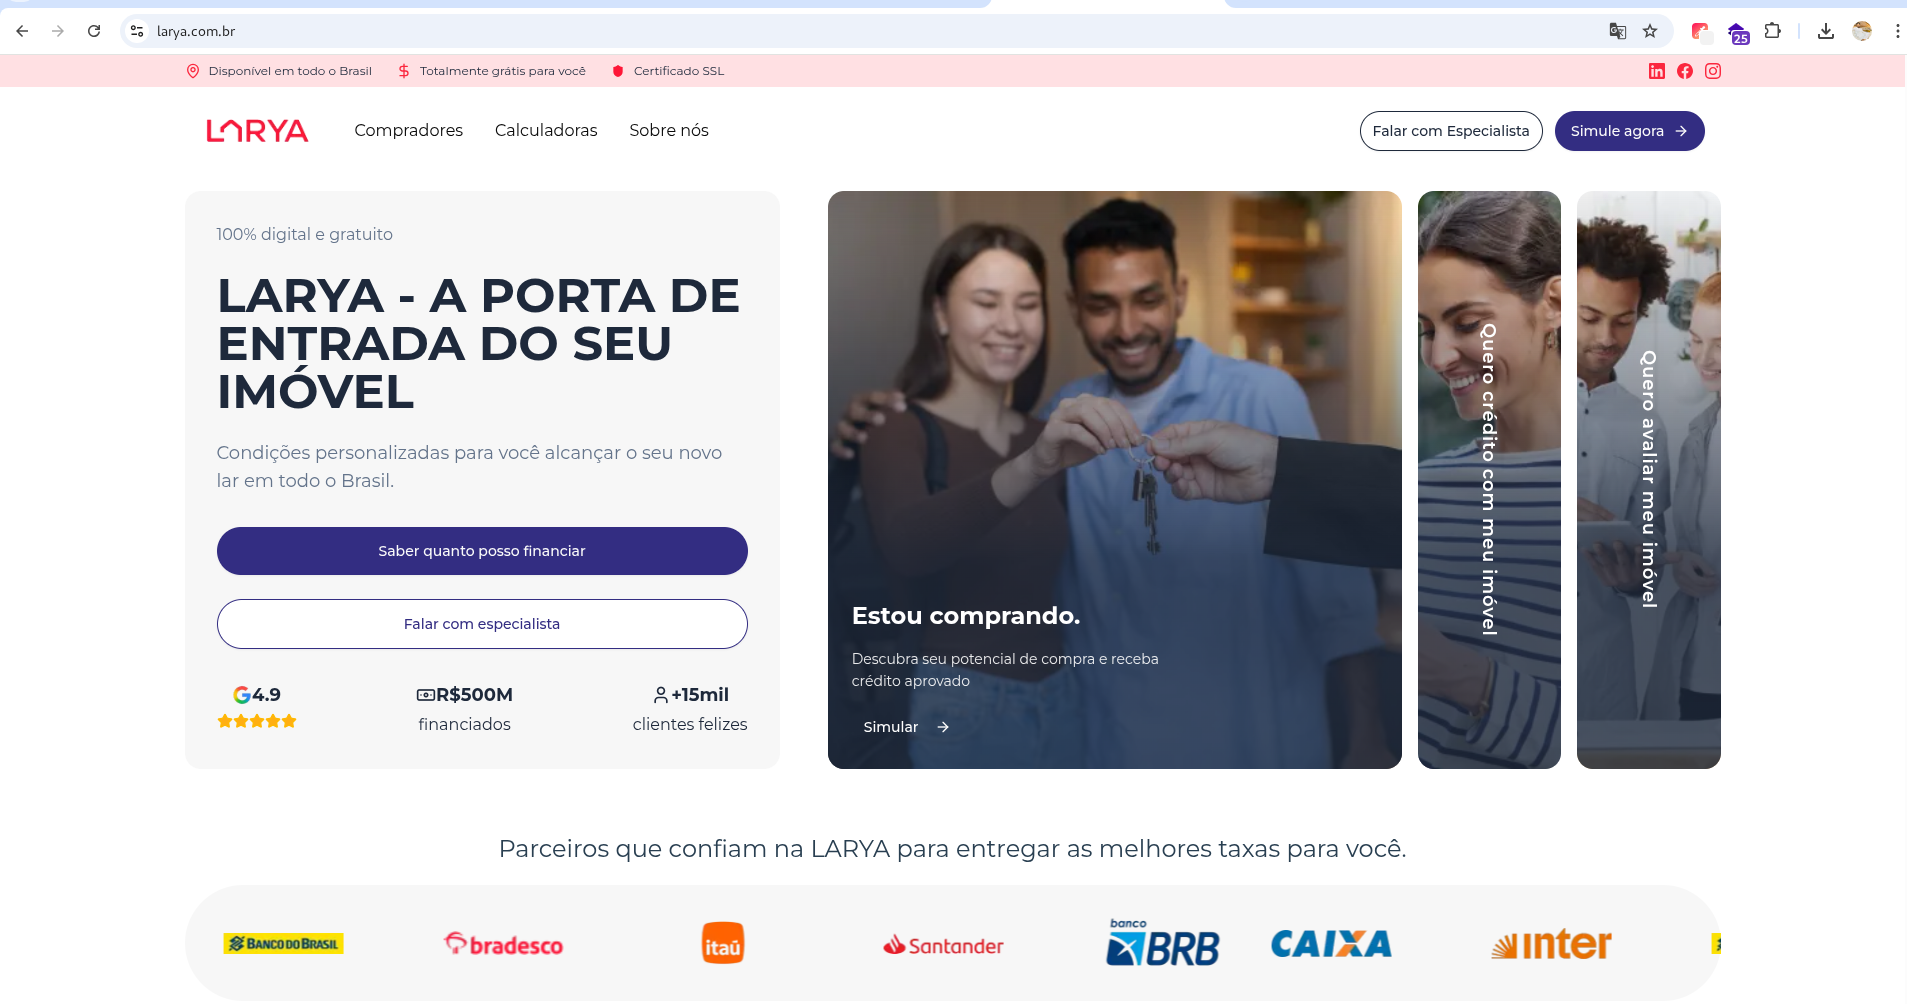 larya.com.br
25
Disponível em todo o Brasil
Totalmente grátis para você
Certificado SSL
LARYA
Compradores
Calculadoras
Sobre nós
Falar com Especialista
Simule agora
100% digital e gratuito
LARYA - A PORTA DE
ENTRADA DO SEU
IMÓVEL
Condições personalizadas para você alcançar o seu novo
lar em todo o Brasil.
Saber quanto posso financiar
Falar com especialista
4.9
R$500M
financiados
+15mil
clientes felizes
Estou comprando.
Descubra seu potencial de compra e receba
crédito aprovado
Simular
Quero crédito com meu imóvel
Quero avaliar meu imóvel
Parceiros que confiam na LARYA para entregar as melhores taxas para você.
BANCO DO BRASIL
bradesco
itaú
Santander
banco
BRB
CAIXA
inter